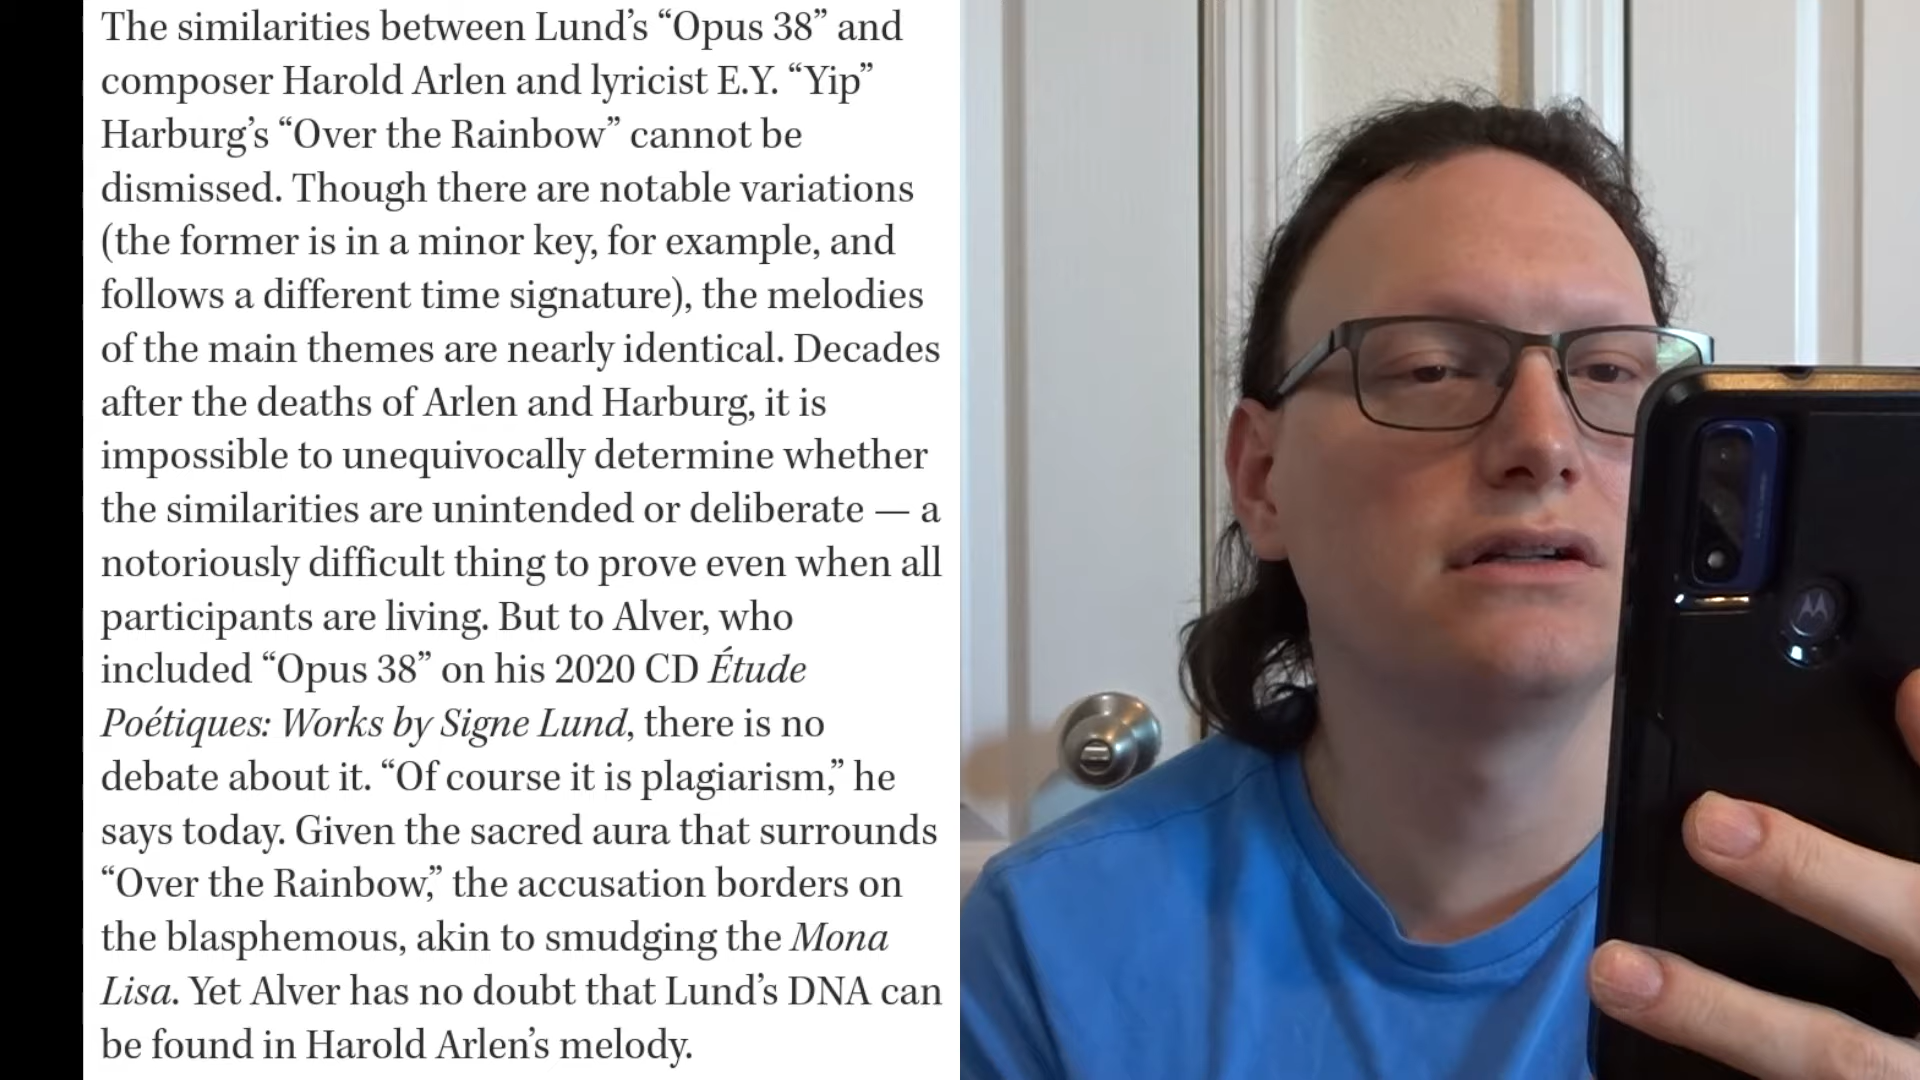 The similarities between Lund’s “Opus 38” and
composer Harold Arlen and lyricist E.Y. “Yip”
Harburg’s “Over the Rainbow” cannot be
dismissed. Though there are notable variations
(the former is in a minor key, for example, and
follows a different time signature), the melodies
of the main themes are nearly identical. Decades
after the deaths of Arlen and Harburg, it is
impossible to unequivocally determine whether
the similarities are unintended or deliberate — a
notoriously difficult thing to prove even when all
participants are living. But to Alver, who
included “Opus 38” on his 2020 CD Étude
Poétiques: Works by Signe Lund, there is no
debate about it. “Of course it is plagiarism,” he
says today. Given the sacred aura that surrounds
“Over the Rainbow,” the accusation borders on
the blasphemous, akin to smudging the Mona
Lisa. Yet Alver has no doubt that Lund’s DNA can
be found in Harold Arlen’s melody.